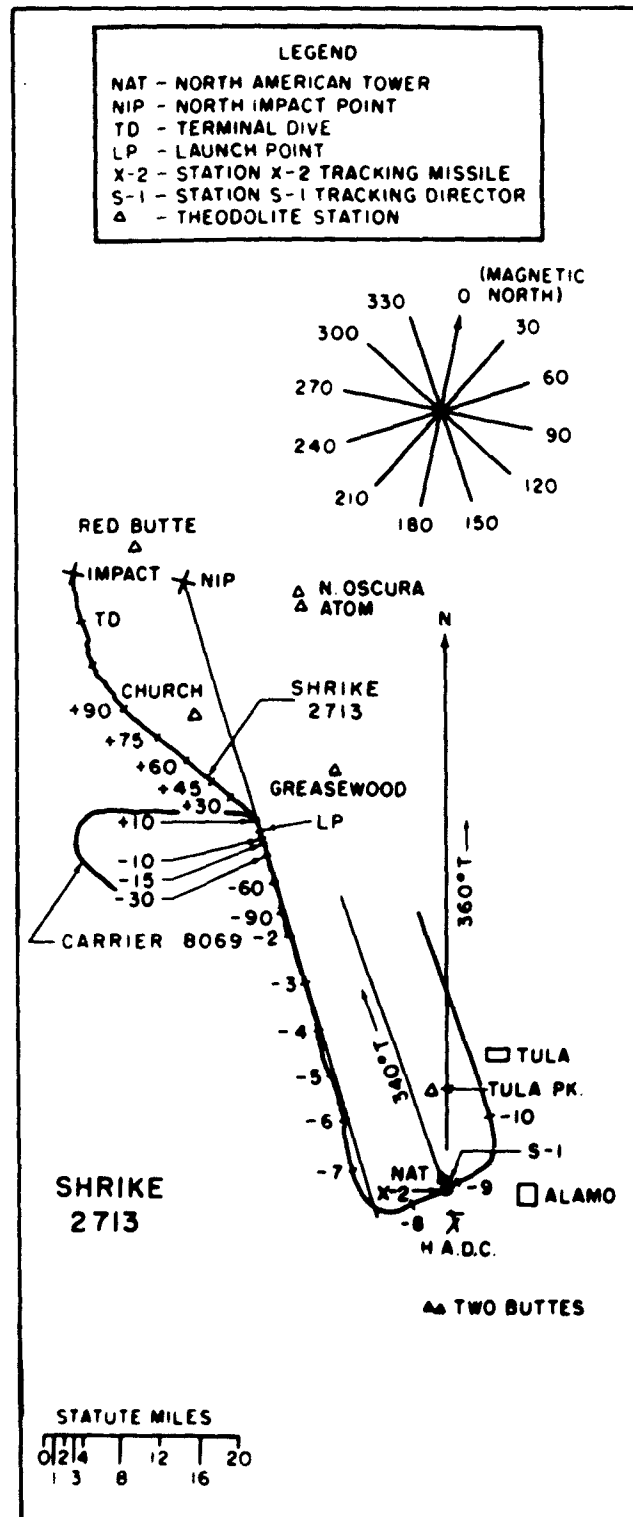 LEGEND
NAT - NORTH AMERICAN TOWER
NIP - NORTH IMPACT POINT
TD - TERMINAL DIVE
LP - LAUNCH POINT
X-2 - STATION X-2 TRACKING MISSILE
S-1 - STATION S-1 TRACKING DIRECTOR
△ - THEODOLITE STATION
(MAGNETIC
NORTH)
0
30
60
90
120
150
180
210
240
270
300
330
RED BUTTE
IMPACT
NIP
N. OSCURA
ATOM
TD
N
CHURCH
SHRIKE
2713
+90
+75
+60
+45
+30
GREASEWOOD
+10
LP
-10
-15
-30
-60
-90
CARRIER 8069
-2
-3
-4
-5
-6
-7
360°T
340°T
TULA
TULA PK.
-10
S-1
NAT
X-2
-9
ALAMO
-8
X
H.A.D.C.
SHRIKE
2713
TWO BUTTES
STATUTE MILES
0 2 4 12 20
1 3 8 16